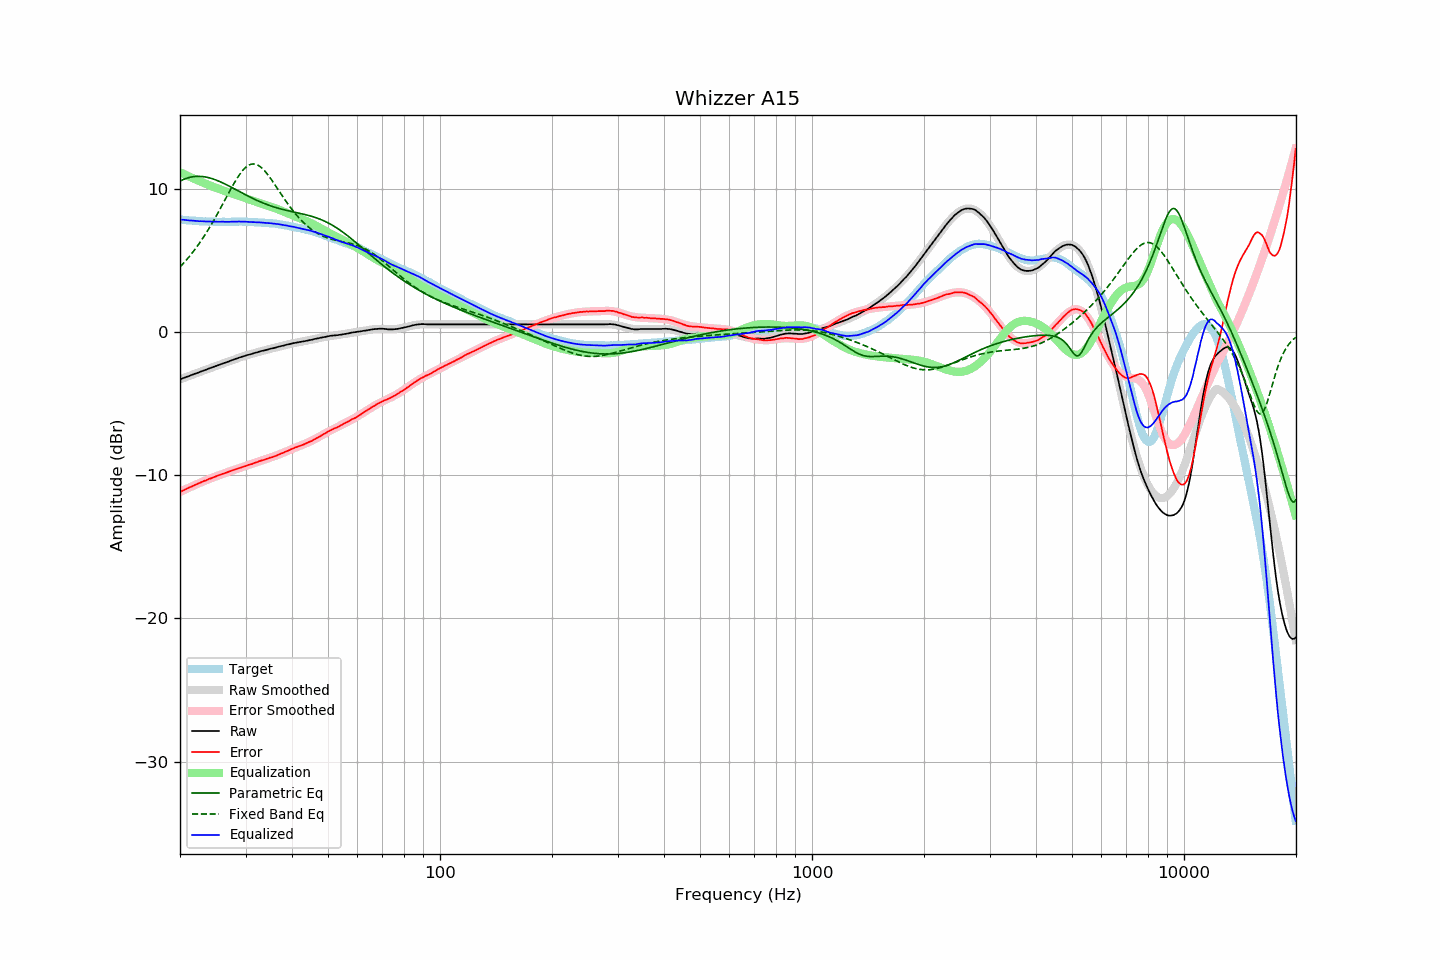 Whizzer A15
Amplitude (dBr)
10
0
−10
−20
−30
Target
Raw Smoothed
Error Smoothed
Raw
Error
Equalization
Parametric Eq
Fixed Band Eq
Equalized
100
1000
10000
Frequency (Hz)